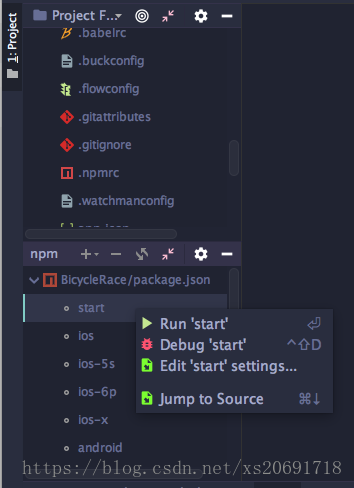 Project F...
1: Project
.babelrc
.buckconfig
.flowconfig
.gitattributes
.gitignore
.npmrc
.watchmanconfig
npm
BicycleRace/package.json
start
ios
ios-5s
ios-6p
ios-x
android
Run 'start'
Debug 'start' ^⇧D
Edit 'start' settings...
Jump to Source ⌘↓
https://blog.csdn.net/xs20691718